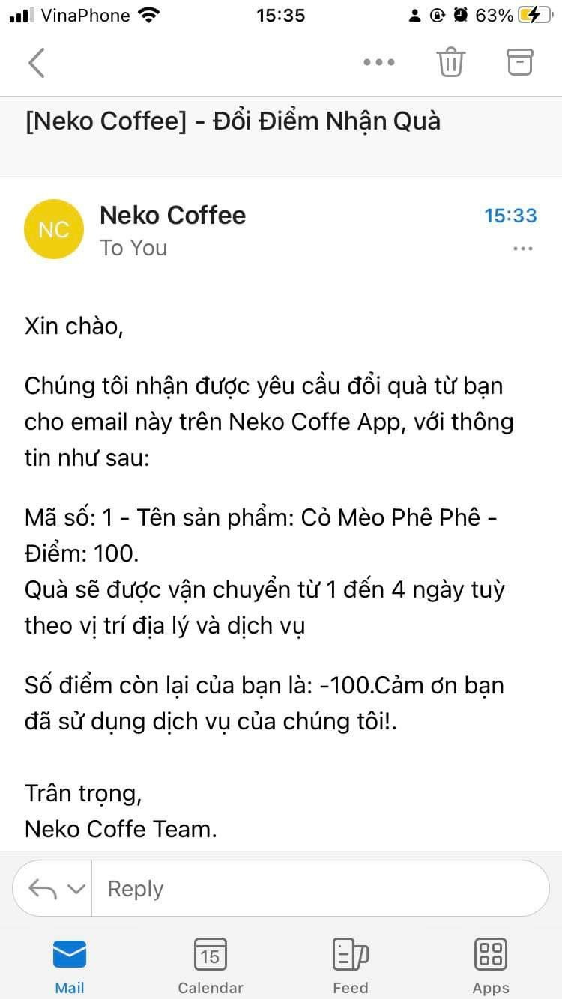 VinaPhone 15:35 63%
[Neko Coffee] - Đổi Điểm Nhận Quà
NC
Neko Coffee 15:33
To You
Xin chào,
Chúng tôi nhận được yêu cầu đổi quà từ bạn
cho email này trên Neko Coffe App, với thông
tin như sau:
Mã số: 1 - Tên sản phẩm: Cỏ Mèo Phê Phê -
Điểm: 100.
Quà sẽ được vận chuyển từ 1 đến 4 ngày tuỳ
theo vị trí địa lý và dịch vụ
Số điểm còn lại của bạn là: -100.Cảm ơn bạn
đã sử dụng dịch vụ của chúng tôi!.
Trân trọng,
Neko Coffe Team.
Reply
15
Mail Calendar Feed Apps